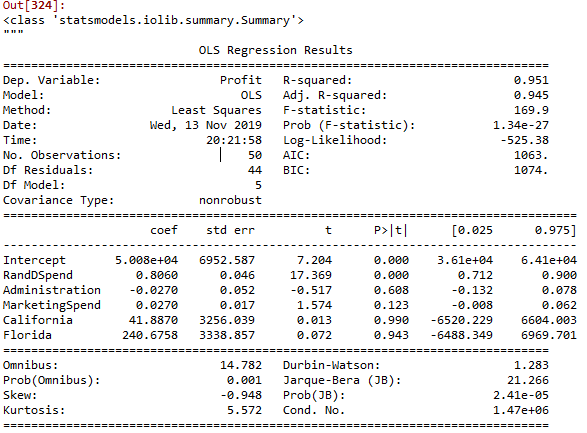 Out[324]:
<class 'statsmodels.iolib.summary.Summary'>
"""
                            OLS Regression Results
==============================================================================
Dep. Variable:                 Profit   R-squared:                       0.951
Model:                            OLS   Adj. R-squared:                  0.945
Method:                 Least Squares   F-statistic:                     169.9
Date:                Wed, 13 Nov 2019   Prob (F-statistic):           1.34e-27
Time:                        20:21:58   Log-Likelihood:                -525.38
No. Observations:                  50   AIC:                             1063.
Df Residuals:                      44   BIC:                             1074.
Df Model:                           5
Covariance Type:            nonrobust
==================================================================================
                     coef    std err          t      P>|t|      [0.025      0.975]
----------------------------------------------------------------------------------
Intercept       5.008e+04   6952.587      7.204      0.000    3.61e+04    6.41e+04
RandDSpend         0.8060      0.046     17.369      0.000       0.712       0.900
Administration    -0.0270      0.052     -0.517      0.608      -0.132       0.078
MarketingSpend     0.0270      0.017      1.574      0.123      -0.008       0.062
California        41.8870   3256.039      0.013      0.990   -6520.229    6604.003
Florida          240.6758   3338.857      0.072      0.943   -6488.349    6969.701
==============================================================================
Omnibus:                       14.782   Durbin-Watson:                   1.283
Prob(Omnibus):                  0.001   Jarque-Bera (JB):               21.266
Skew:                          -0.948   Prob(JB):                     2.41e-05
Kurtosis:                       5.572   Cond. No.                     1.47e+06
==============================================================================